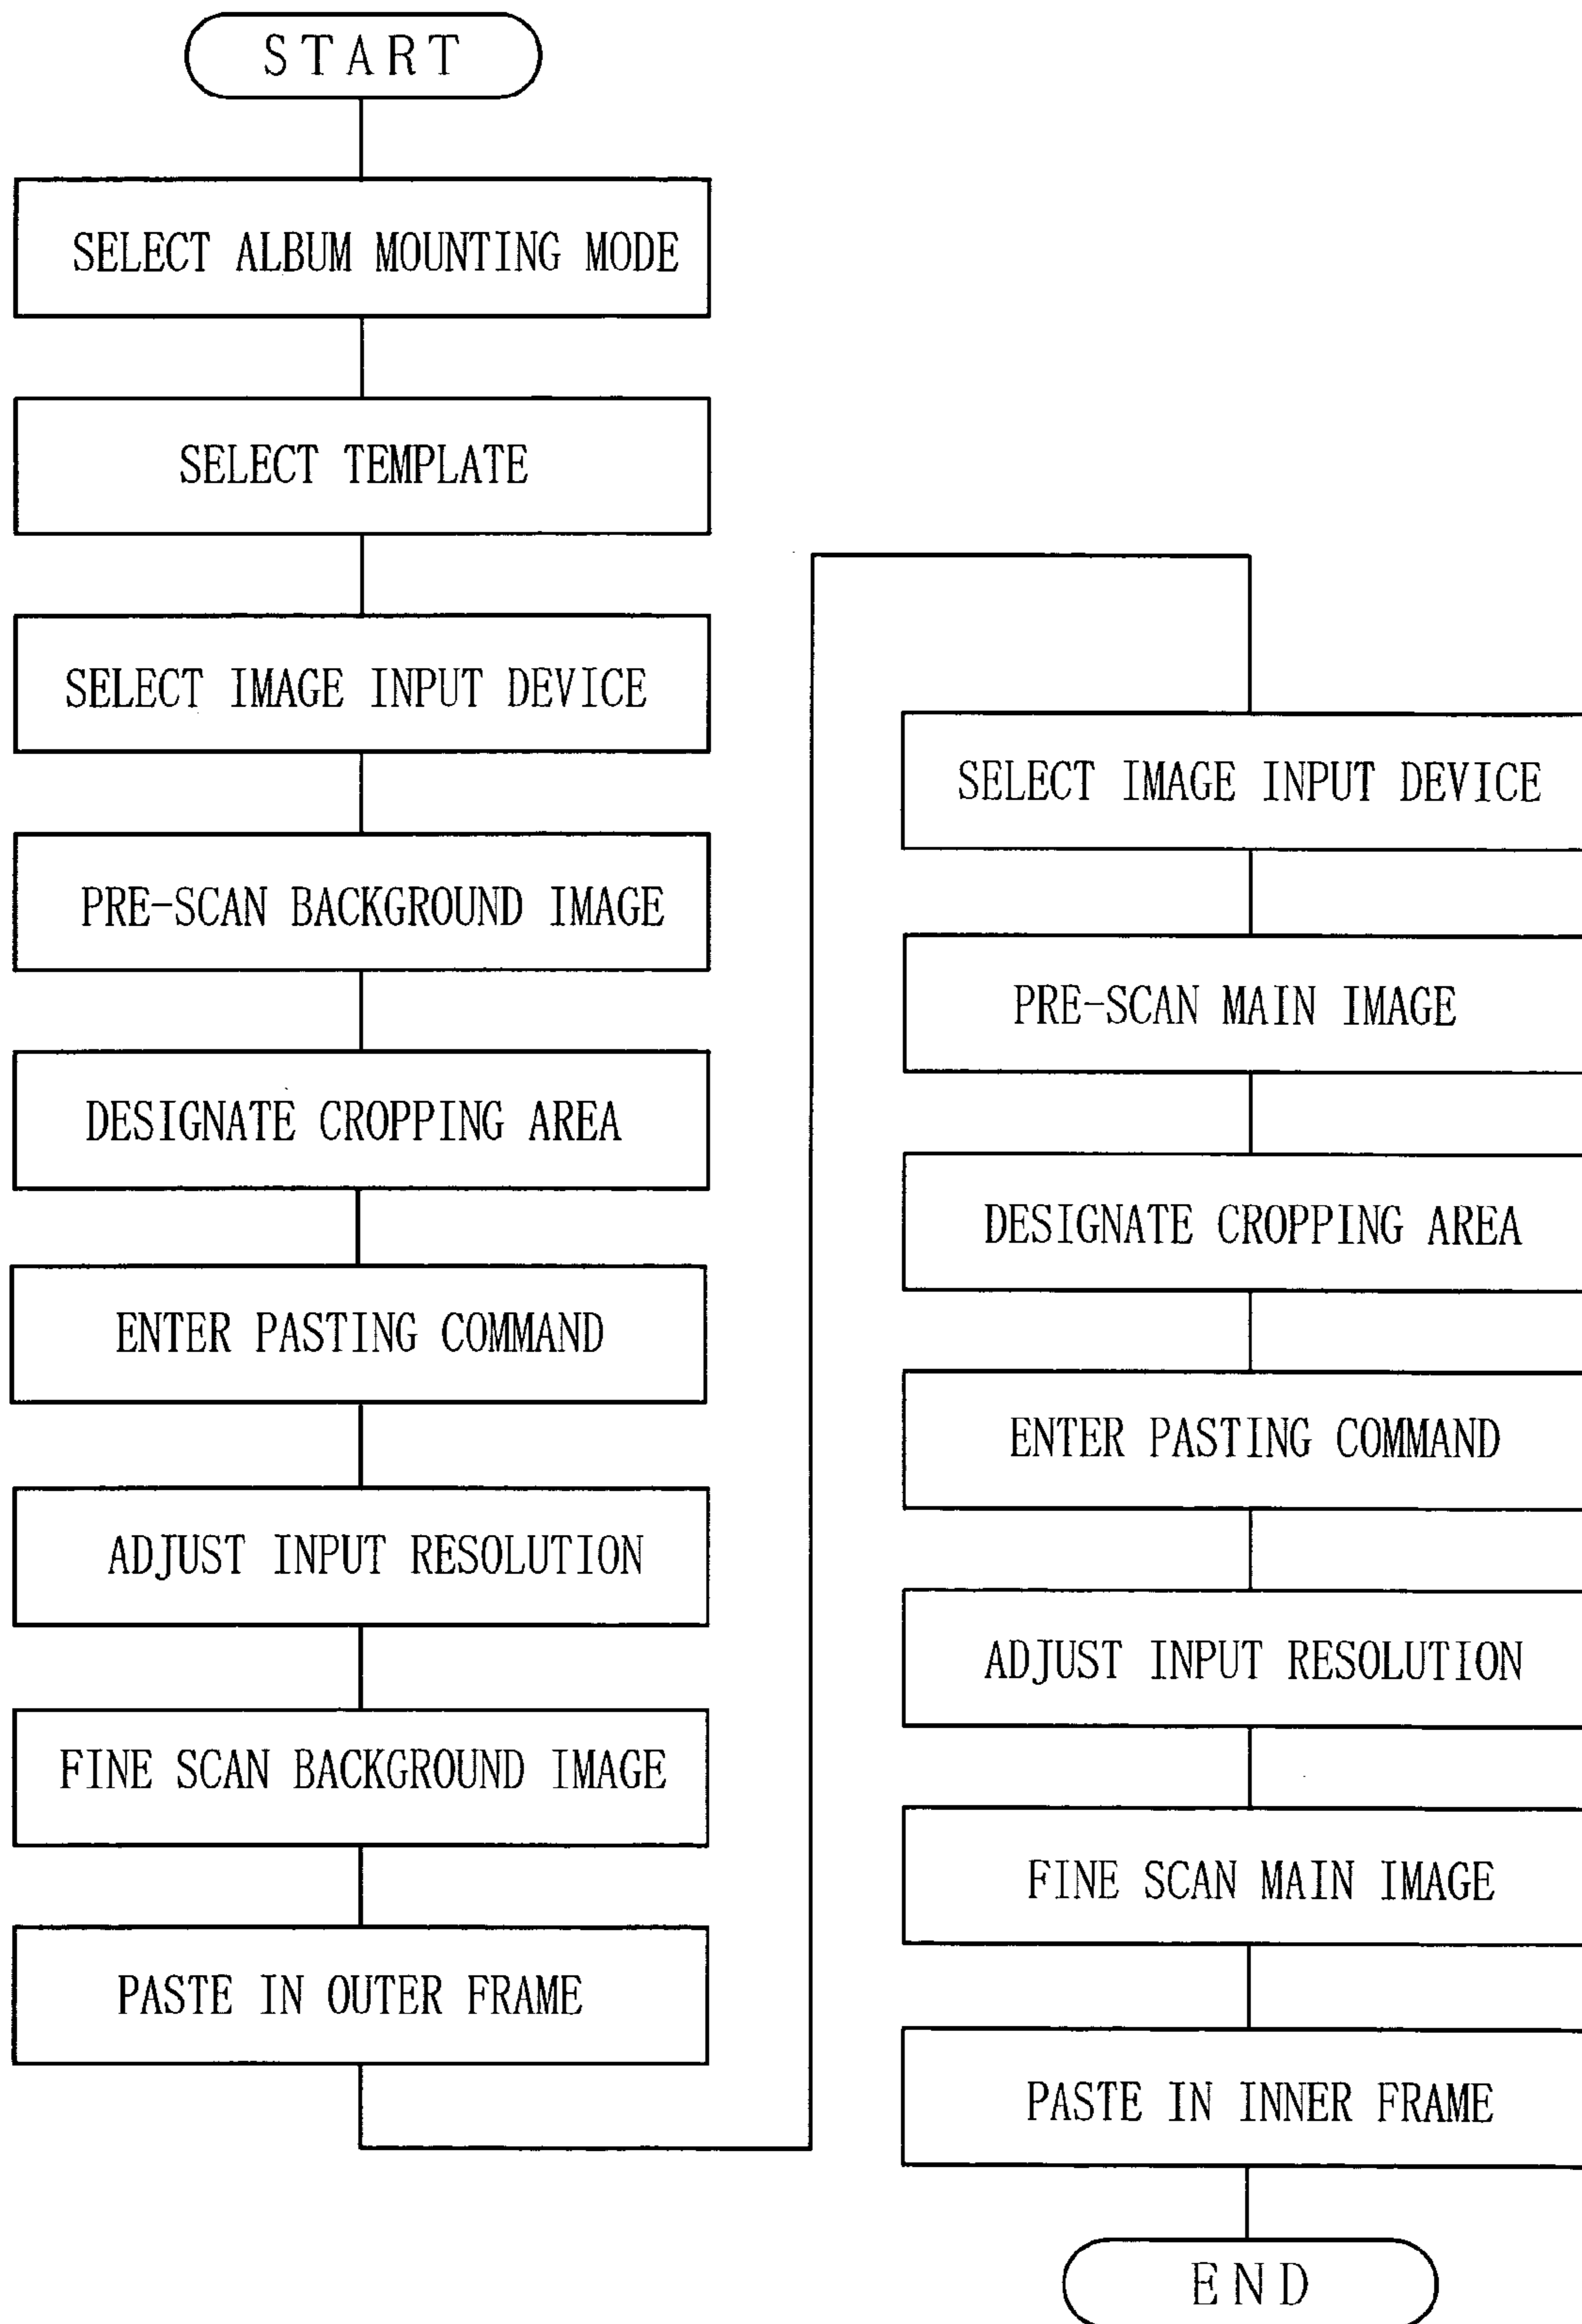 START
SELECT ALBUM MOUNTING MODE
SELECT TEMPLATE
SELECT IMAGE INPUT DEVICE
PRE-SCAN BACKGROUND IMAGE
DESIGNATE CROPPING AREA
ENTER PASTING COMMAND
ADJUST INPUT RESOLUTION
FINE SCAN BACKGROUND IMAGE
PASTE IN OUTER FRAME
SELECT IMAGE INPUT DEVICE
PRE-SCAN MAIN IMAGE
DESIGNATE CROPPING AREA
ENTER PASTING COMMAND
ADJUST INPUT RESOLUTION
FINE SCAN MAIN IMAGE
PASTE IN INNER FRAME
END